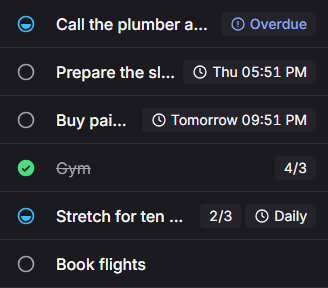 Call the plumber a... Overdue
Prepare the sl... Thu 05:51 PM
Buy pai... Tomorrow 09:51 PM
Gym 4/3
Stretch for ten ... 2/3 Daily
Book flights